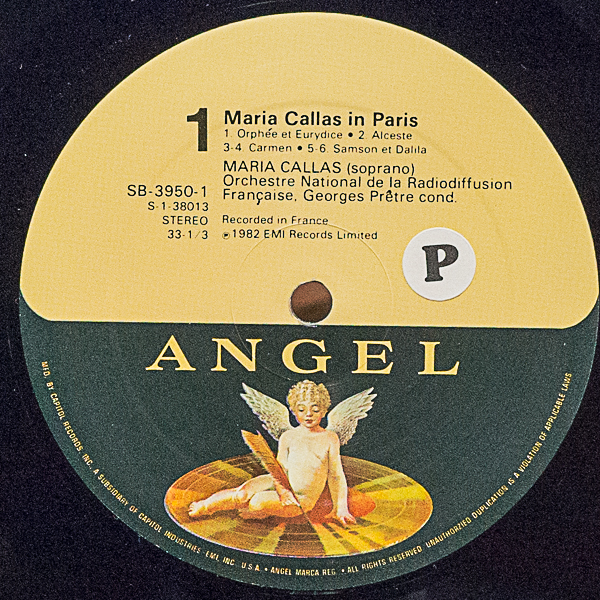 1
Maria Callas in Paris
1. Orphée et Eurydice • 2. Alceste
3-4. Carmen • 5-6. Samson et Dalila
MARIA CALLAS (soprano)
Orchestre National de la Radiodiffusion
Française, Georges Prêtre cond.
SB-3950-1
S-1-38013
STEREO
33-1/3
Recorded in France
℗ 1982 EMI Records Limited
P
ANGEL
MFD. BY CAPITOL RECORDS, INC., A SUBSIDIARY OF CAPITOL INDUSTRIES-EMI, INC., U.S.A. • ANGEL MARCA REG. • ALL RIGHTS RESERVED. UNAUTHORIZED DUPLICATION IS A VIOLATION OF APPLICABLE LAWS